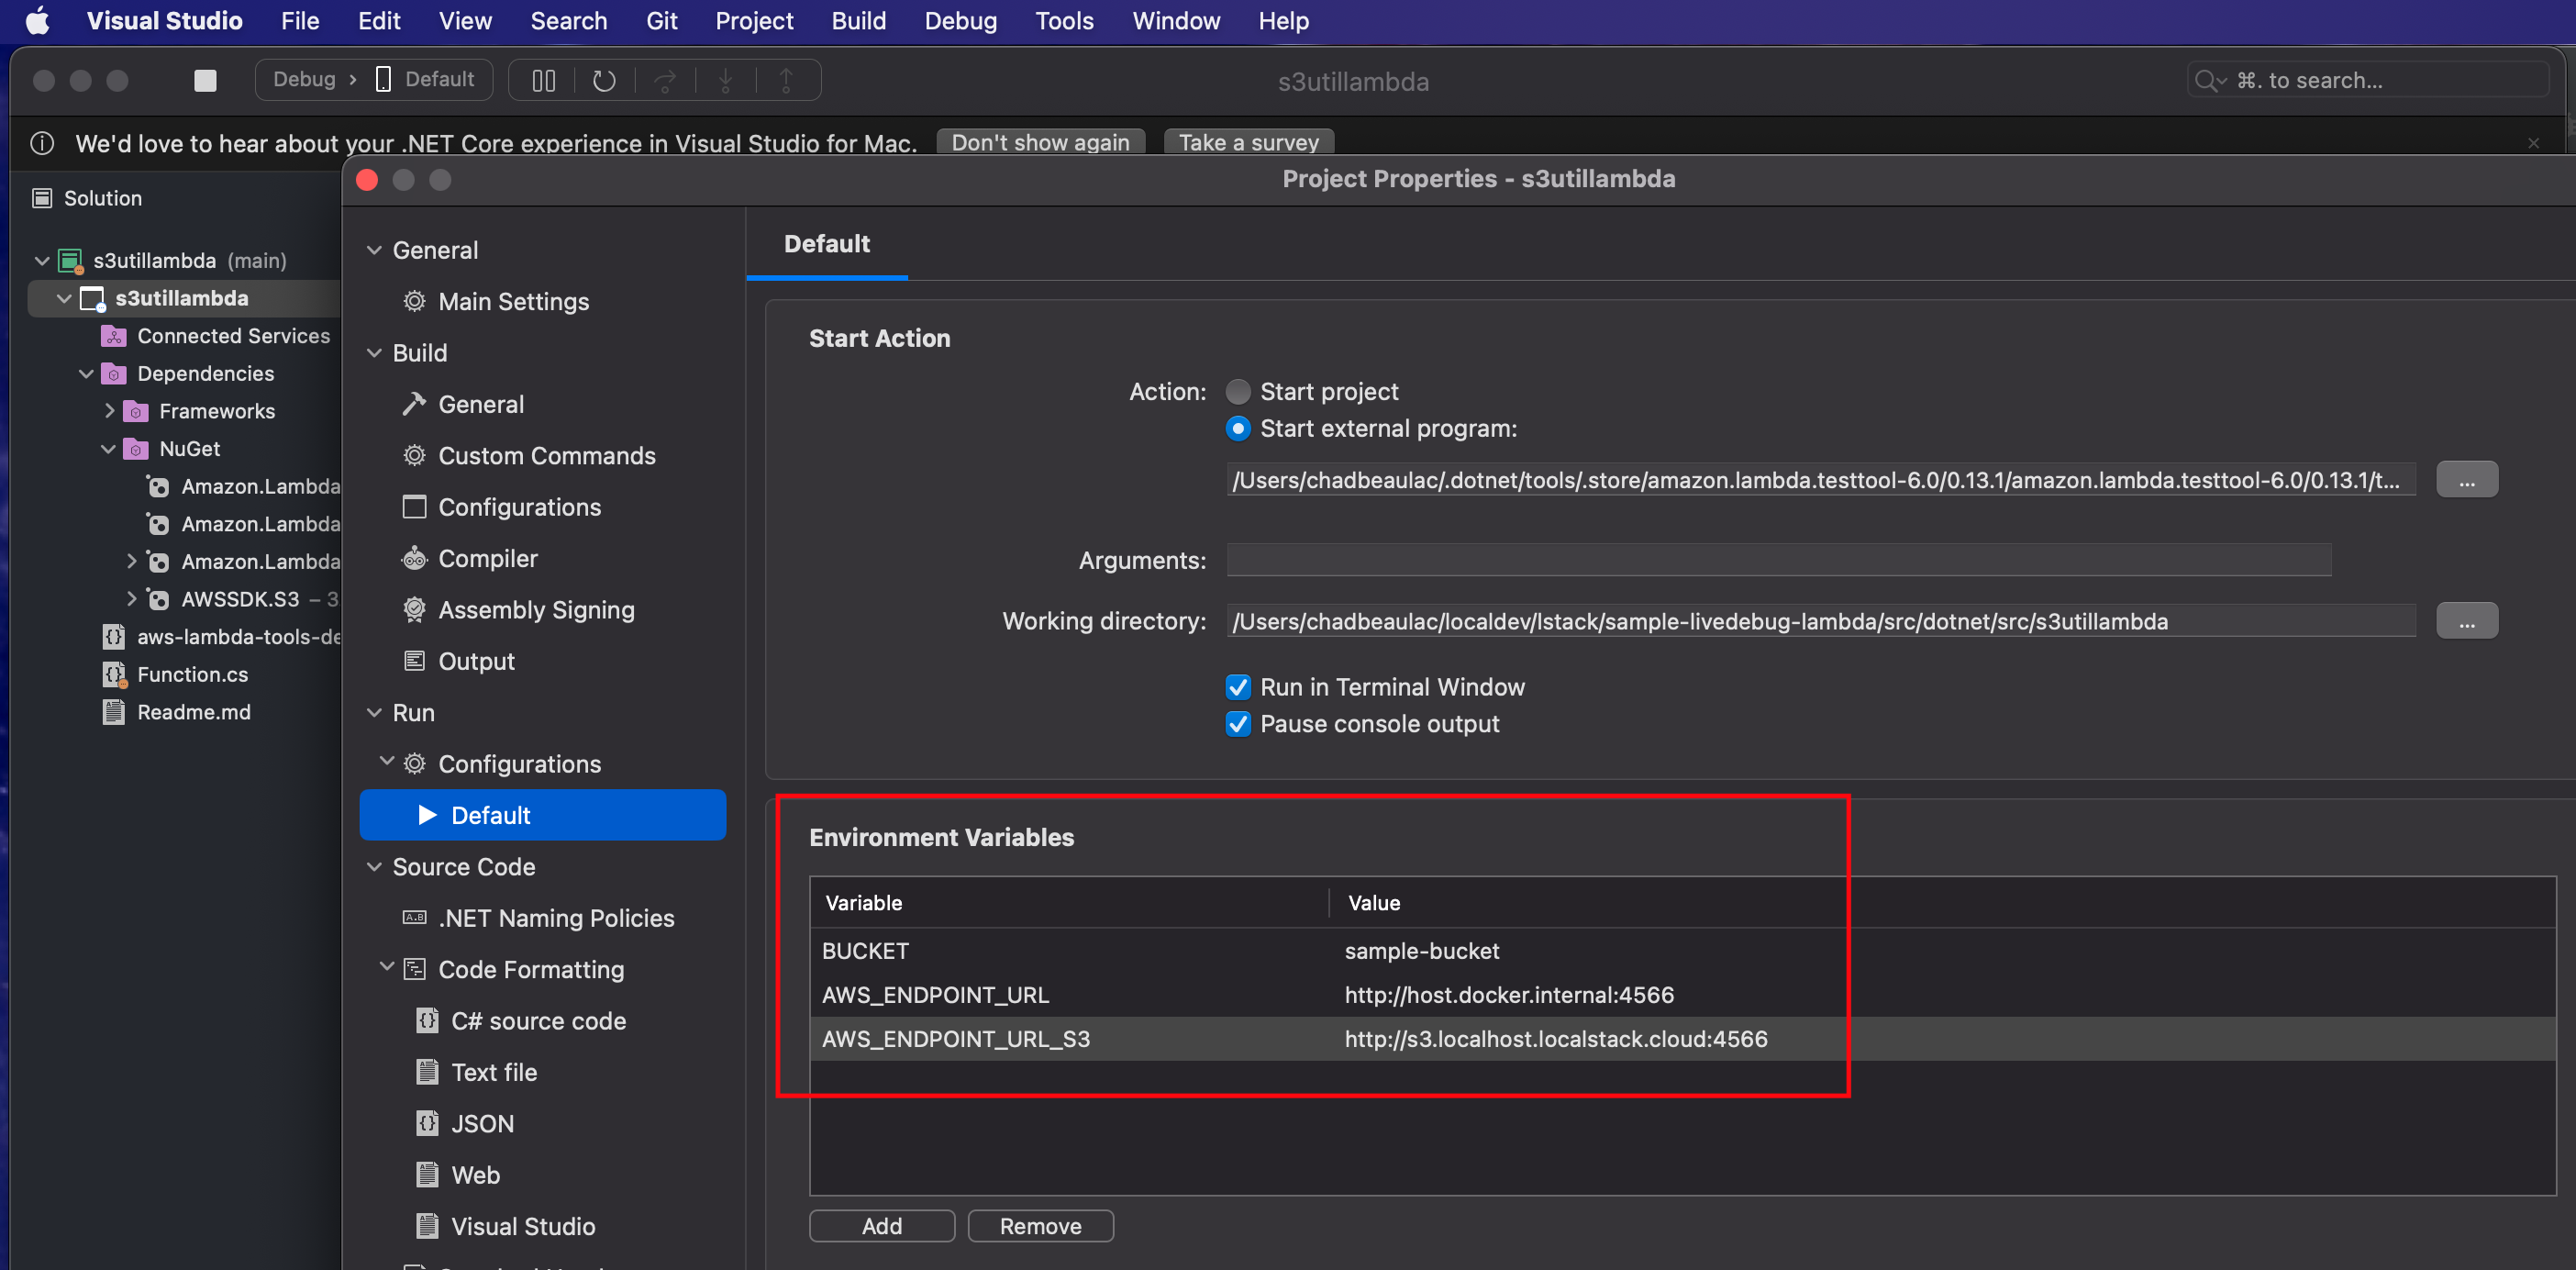 Visual Studio File Edit View Search Git Project Build Debug Tools Window Help
Debug › Default
s3utillambda
⌘. to search...
We'd love to hear about your .NET Core experience in Visual Studio for Mac. Don't show again Take a survey
Solution
s3utillambda (main)
s3utillambda
Connected Services
Dependencies
Frameworks
NuGet
Amazon.Lambda
Amazon.Lambda
Amazon.Lambda
AWSSDK.S3 – 3
aws-lambda-tools-de
Function.cs
Readme.md
Project Properties - s3utillambda
General
Main Settings
Build
General
Custom Commands
Configurations
Compiler
Assembly Signing
Output
Run
Configurations
Default
Source Code
.NET Naming Policies
Code Formatting
C# source code
Text file
JSON
Web
Visual Studio
Default
Start Action
Action: Start project
Start external program:
/Users/chadbeaulac/.dotnet/tools/.store/amazon.lambda.testtool-6.0/0.13.1/amazon.lambda.testtool-6.0/0.13.1/t... ...
Arguments:
Working directory: /Users/chadbeaulac/localdev/lstack/sample-livedebug-lambda/src/dotnet/src/s3utillambda ...
Run in Terminal Window
Pause console output
Environment Variables
Variable Value
BUCKET sample-bucket
AWS_ENDPOINT_URL http://host.docker.internal:4566
AWS_ENDPOINT_URL_S3 http://s3.localhost.localstack.cloud:4566
Add Remove